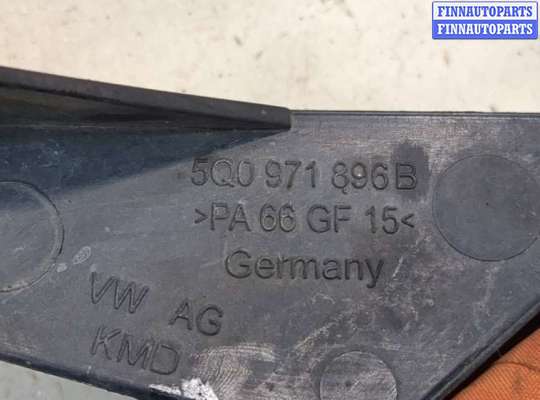 FINNAUTOPARTS
FINNAUTOPARTS
5Q0 971 896 B
>PA 66 GF 15<
Germany
VW AG
KMD